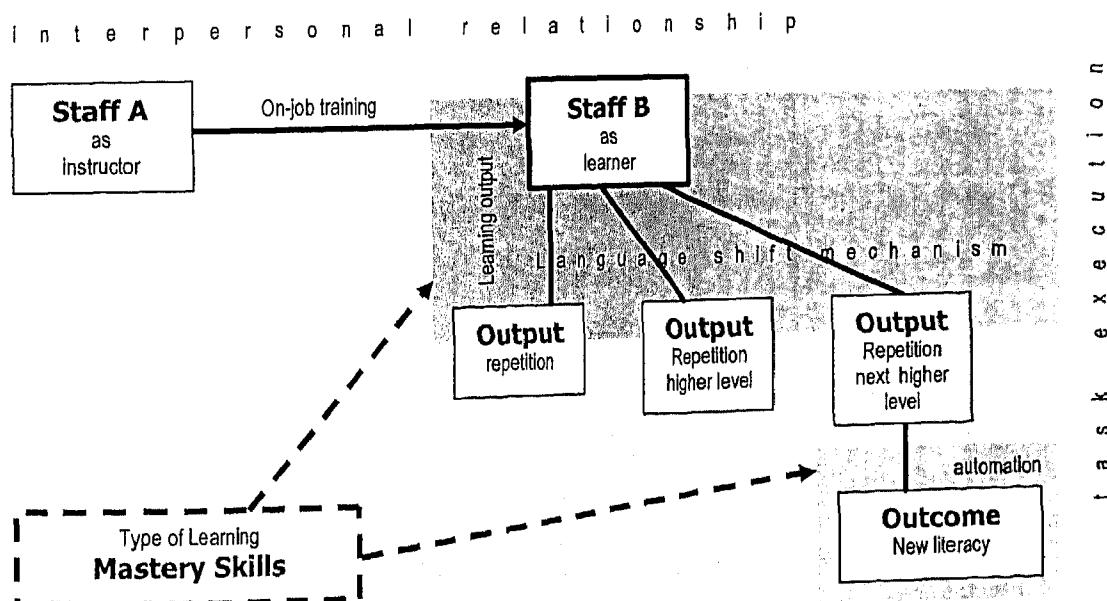 interpersonal relationship
Staff A
as
instructor
On-job training
Staff B
as
learner
Learning output
Language shift mechanism
task execution
Output
repetition
Output
Repetition
higher level
Output
Repetition
next higher
level
automation
Outcome
New literacy
Type of Learning
Mastery Skills